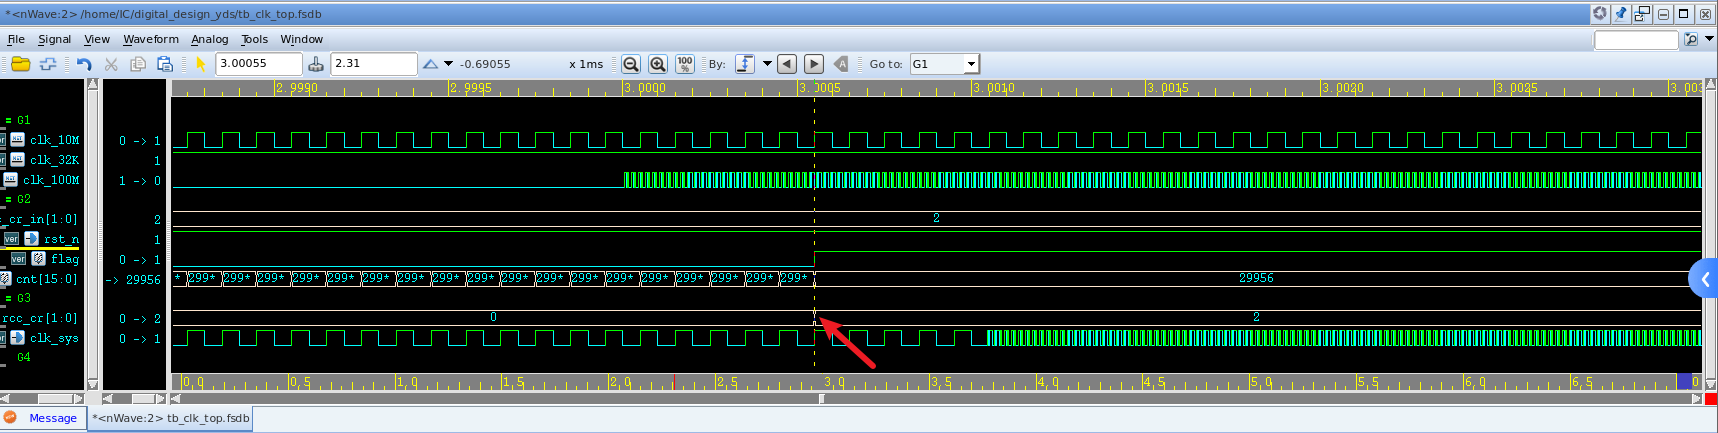 *<nWave:2> /home/IC/digital_design_yds/tb_clk_top.fsdb
File Signal View Waveform Analog Tools Window
3.00055 2.31 -0.69055 x 1ms 100% By: Go to: G1
2.9990 2.9995 3.0000 3.0005 3.0010 3.0015 3.0020 3.0025 3.003
= G1
clk_10M 0 -> 1
clk_32K 1
clk_100M 1 -> 0
= G2
cr_in[1:0] 2 2
ver rst_n 1
ver flag 0 -> 1
cnt[15:0] -> 29956 * 299* 299* 299* 299* 299* 299* 299* 299* 299* 299* 299* 299* 299* 299* 299* 299* 299* 299* 29956
= G3
rcc_cr[1:0] 0 -> 2 0 2
clk_sys 0 -> 1
G4
0,0 0,5 1,0 1,5 2,0 2,5 3,0 3,5 4,0 4,5 5,0 5,5 6,0 6,5 0
Message *<nWave:2> tb_clk_top.fsdb